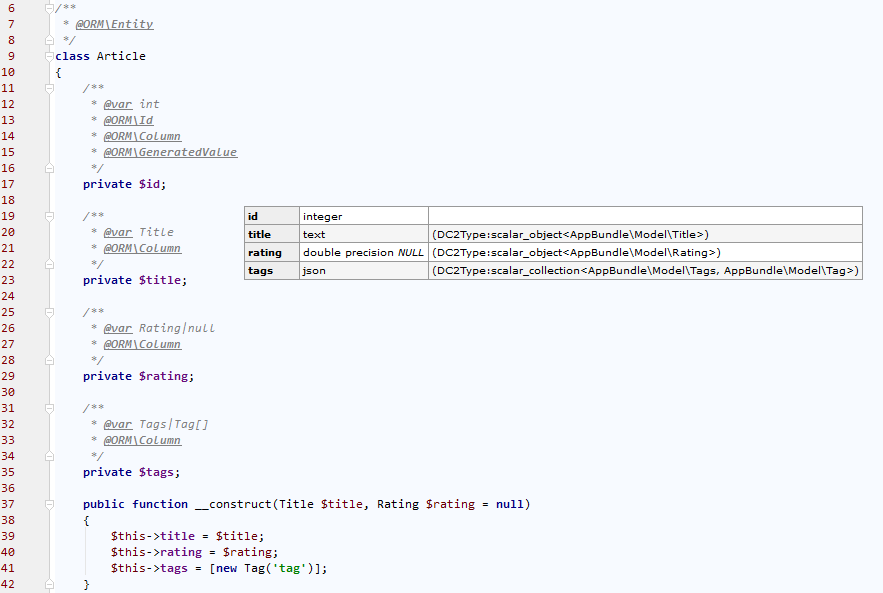 6 /**
7  * @ORM\Entity
8  */
9 class Article
10 {
11     /**
12      * @var int
13      * @ORM\Id
14      * @ORM\Column
15      * @ORM\GeneratedValue
16      */
17     private $id;
18
19     /**
20      * @var Title
21      * @ORM\Column
22      */
23     private $title;
24
25     /**
26      * @var Rating|null
27      * @ORM\Column
28      */
29     private $rating;
30
31     /**
32      * @var Tags|Tag[]
33      * @ORM\Column
34      */
35     private $tags;
36
37     public function __construct(Title $title, Rating $rating = null)
38     {
39         $this->title = $title;
40         $this->rating = $rating;
41         $this->tags = [new Tag('tag')];
42     }
id integer
title text (DC2Type:scalar_object<AppBundle\Model\Title>)
rating double precision NULL (DC2Type:scalar_object<AppBundle\Model\Rating>)
tags json (DC2Type:scalar_collection<AppBundle\Model\Tags, AppBundle\Model\Tag>)